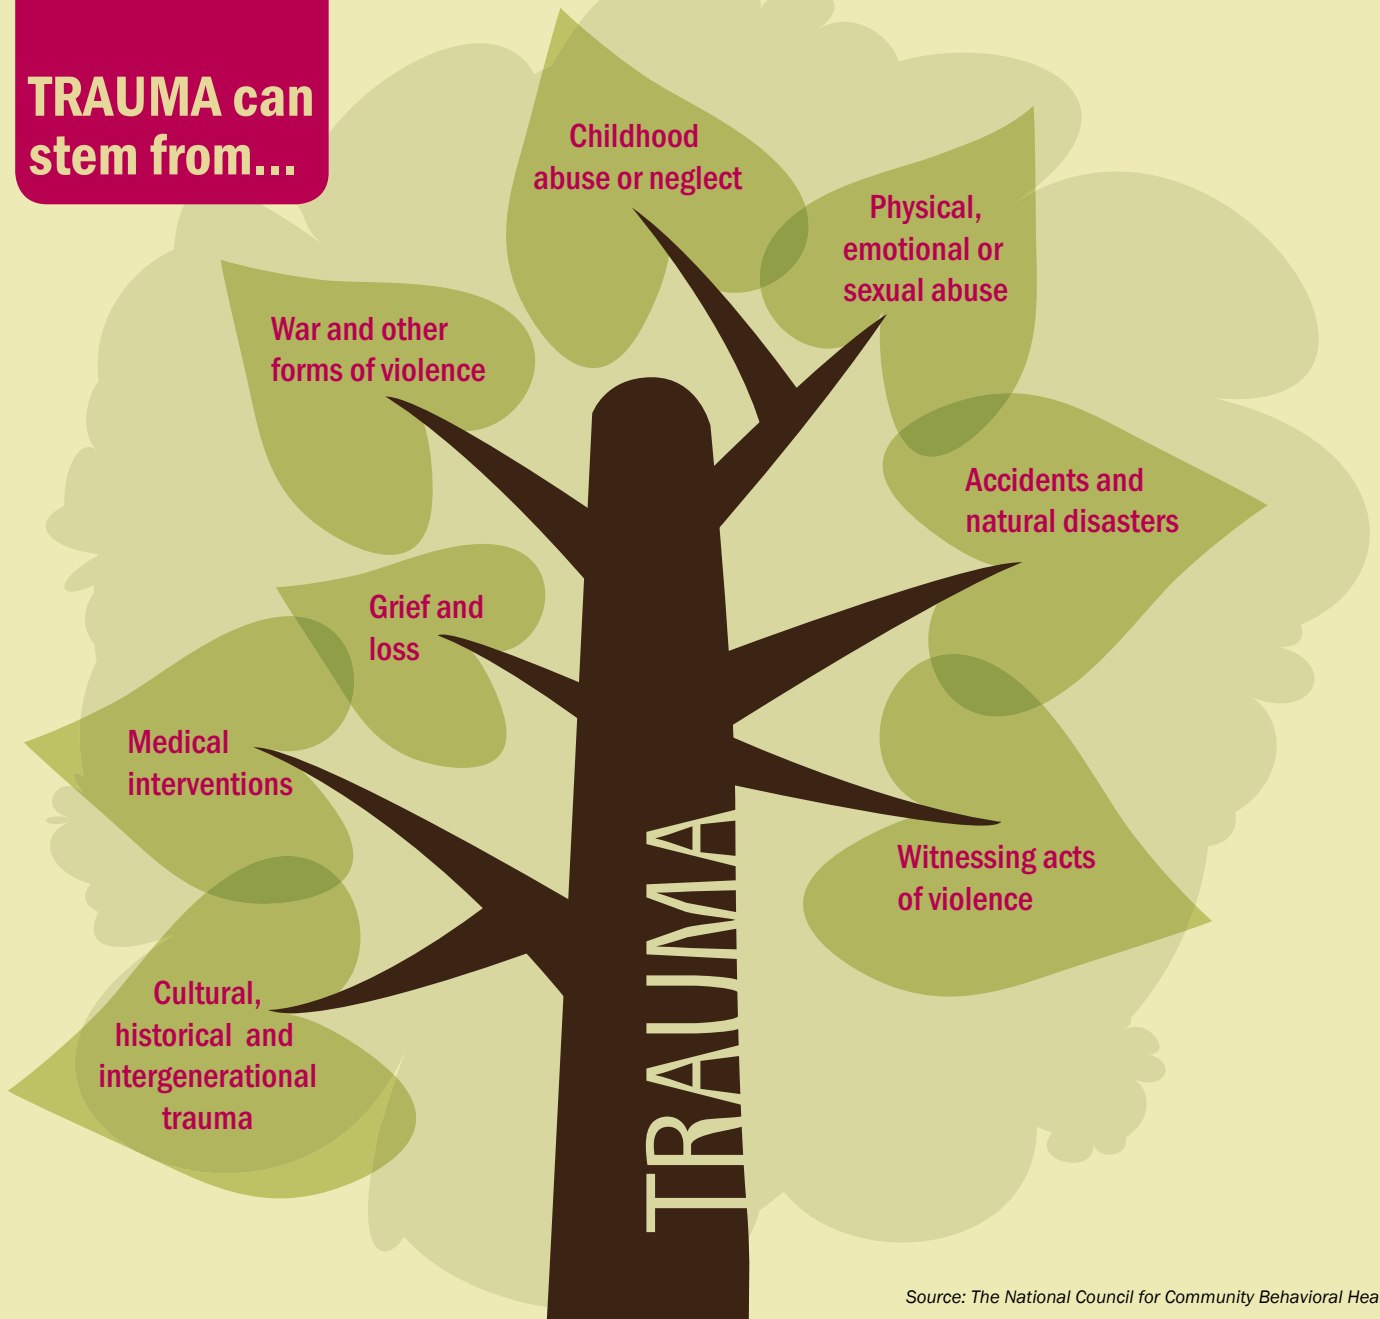 TRAUMA can
stem from...
Childhood
abuse or neglect
Physical,
emotional or
sexual abuse
War and other
forms of violence
Accidents and
natural disasters
Grief and
loss
Medical
interventions
Witnessing acts
of violence
Cultural,
historical and
intergenerational
trauma
TRAUMA
Source: The National Council for Community Behavioral